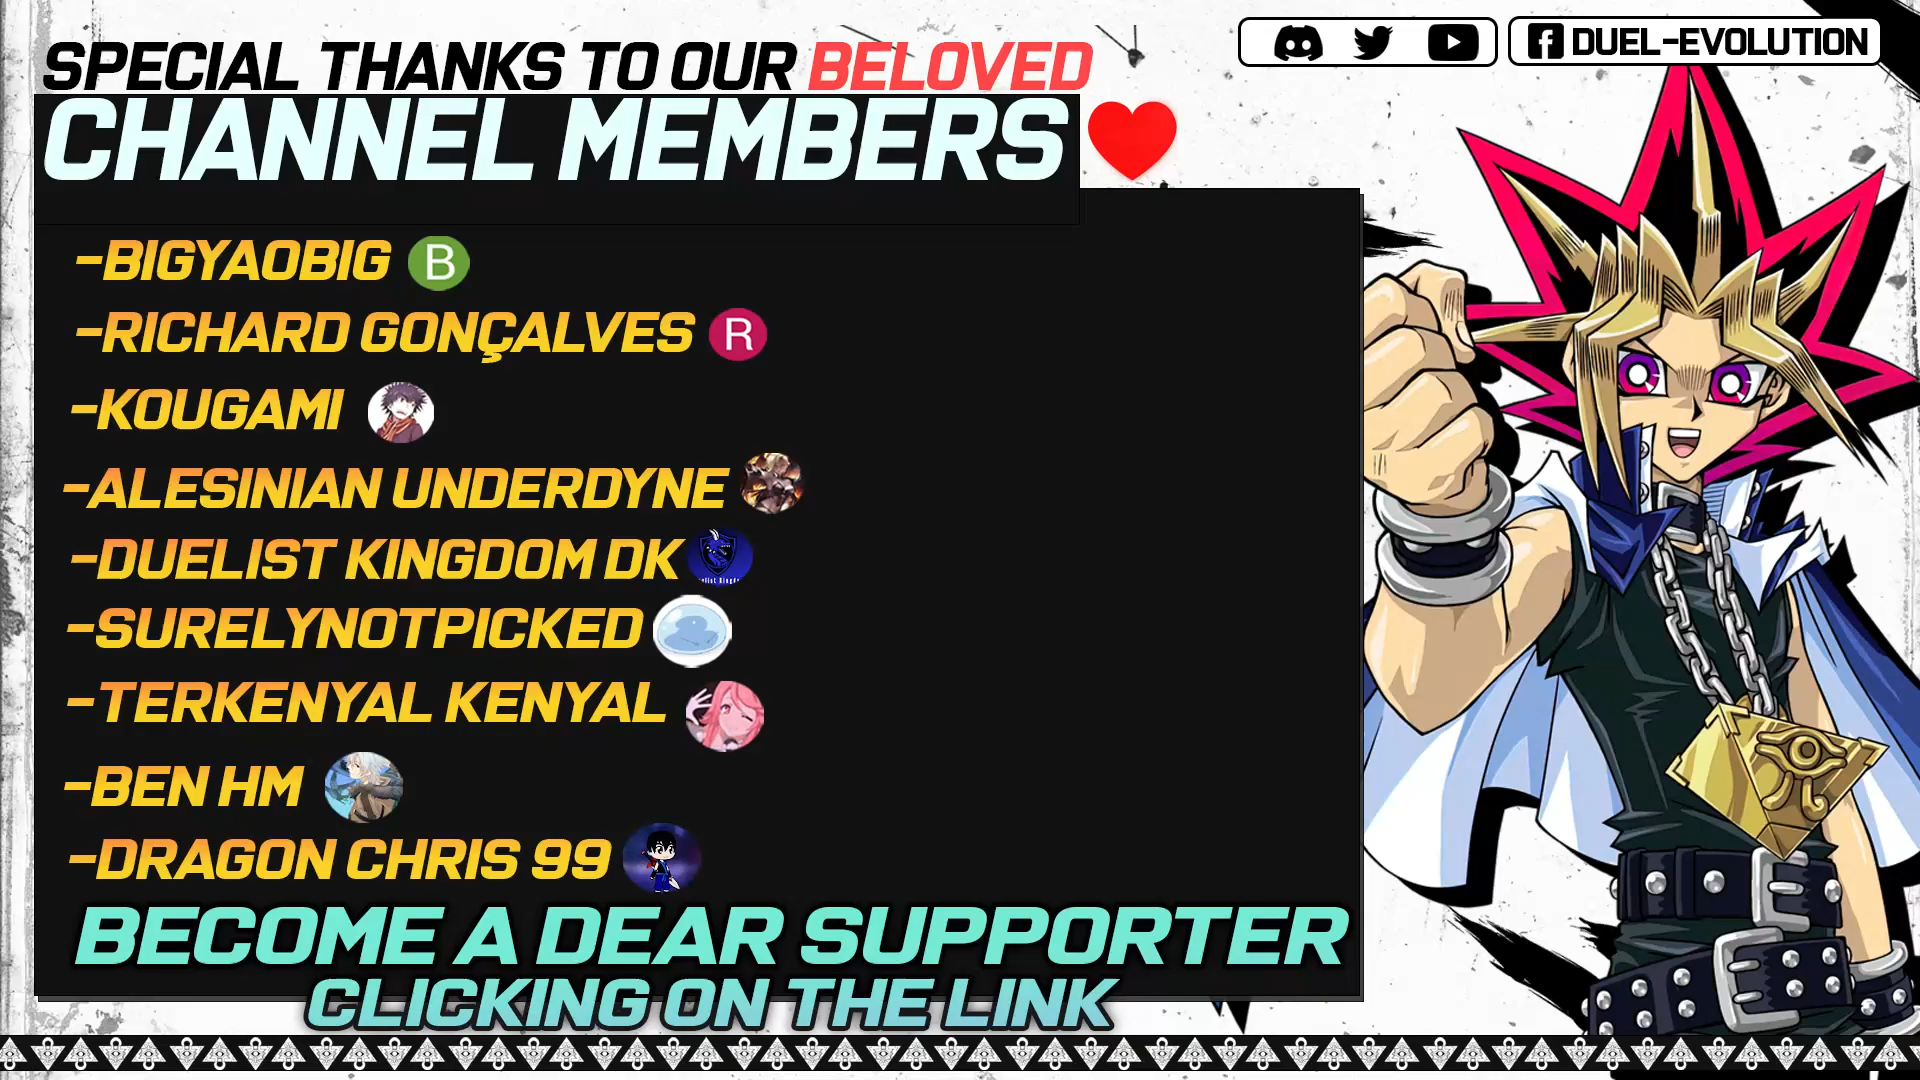 SPECIAL THANKS TO OUR BELOVED
CHANNEL MEMBERS
DUEL-EVOLUTION
-BIGYAOBIG B
-RICHARD GONÇALVES R
-KOUGAMI
-ALESINIAN UNDERDYNE
-DUELIST KINGDOM DK
-SURELYNOTPICKED
-TERKENYAL KENYAL
-BEN HM
-DRAGON CHRIS 99
BECOME A DEAR SUPPORTER
CLICKING ON THE LINK